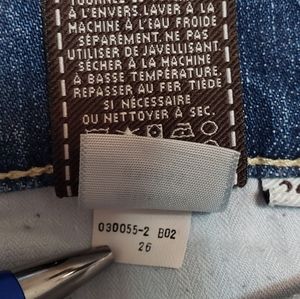 À L'ENVERS. LAVER À LA
MACHINE À L'EAU FROIDE
SÉPARÉMENT. NE PAS
UTILISER DE JAVELLISANT.
SÉCHER À LA MACHINE
À BASSE TEMPÉRATURE.
REPASSER AU FER TIÈDE
SI NÉCESSAIRE
OU NETTOYER À SEC.
030055-2 B02
26